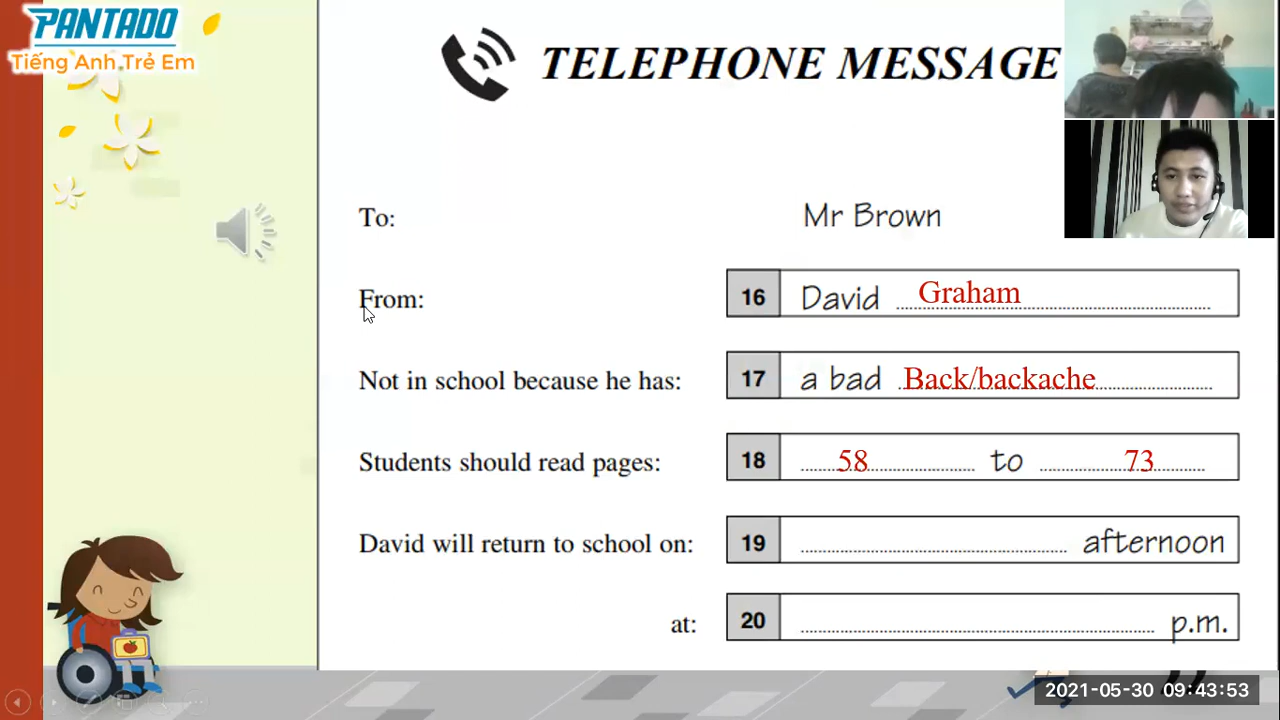 PANTADO
Tiếng Anh Trẻ Em
TELEPHONE MESSAGE
To: Mr Brown
From: 16 David Graham
Not in school because he has: 17 a bad Back/backache
Students should read pages: 18 58 to 73
David will return to school on: 19 afternoon
at: 20 p.m.
2021-05-30 09:43:53